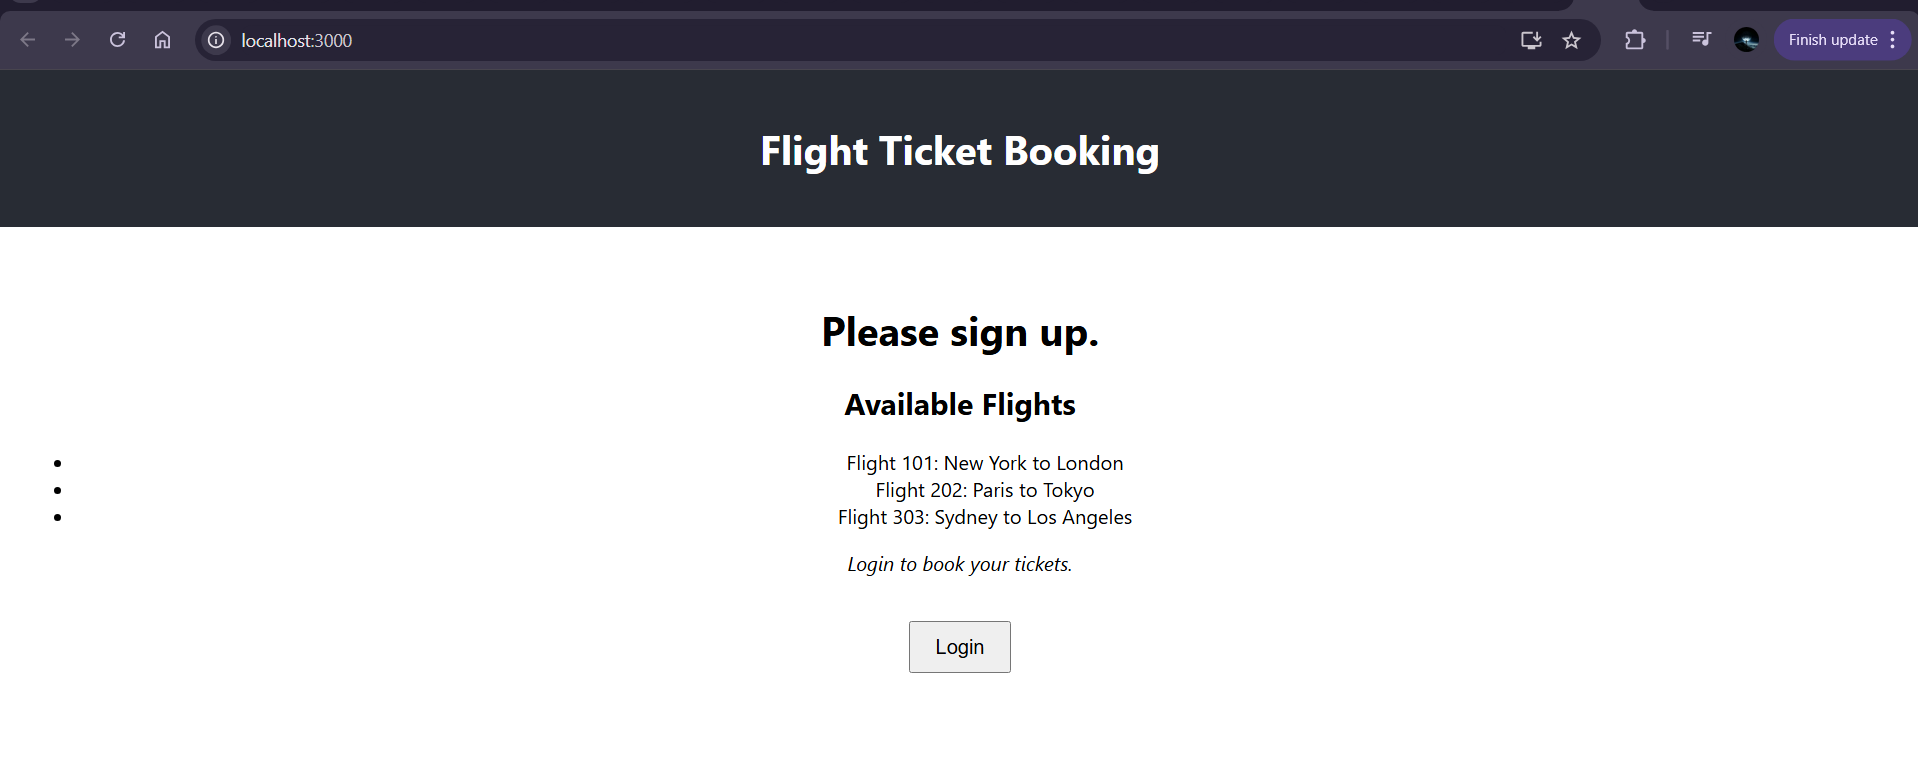 localhost:3000
Finish update
Flight Ticket Booking
Please sign up.
Available Flights
Flight 101: New York to London
Flight 202: Paris to Tokyo
Flight 303: Sydney to Los Angeles
Login to book your tickets.
Login